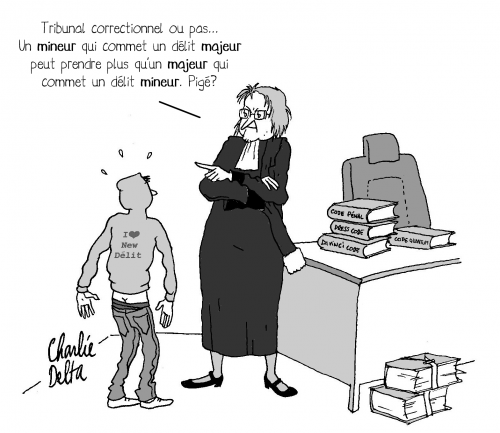 Tribunal correctionnel ou pas...
Un mineur qui commet un délit majeur
peut prendre plus qu'un majeur qui
commet un délit mineur. Pigé?
CODE PÉNAL
PRESS CODE
DA VINCI CODE
CODE QUANTUM
I ❤
New
Délit
Charlie
Delta